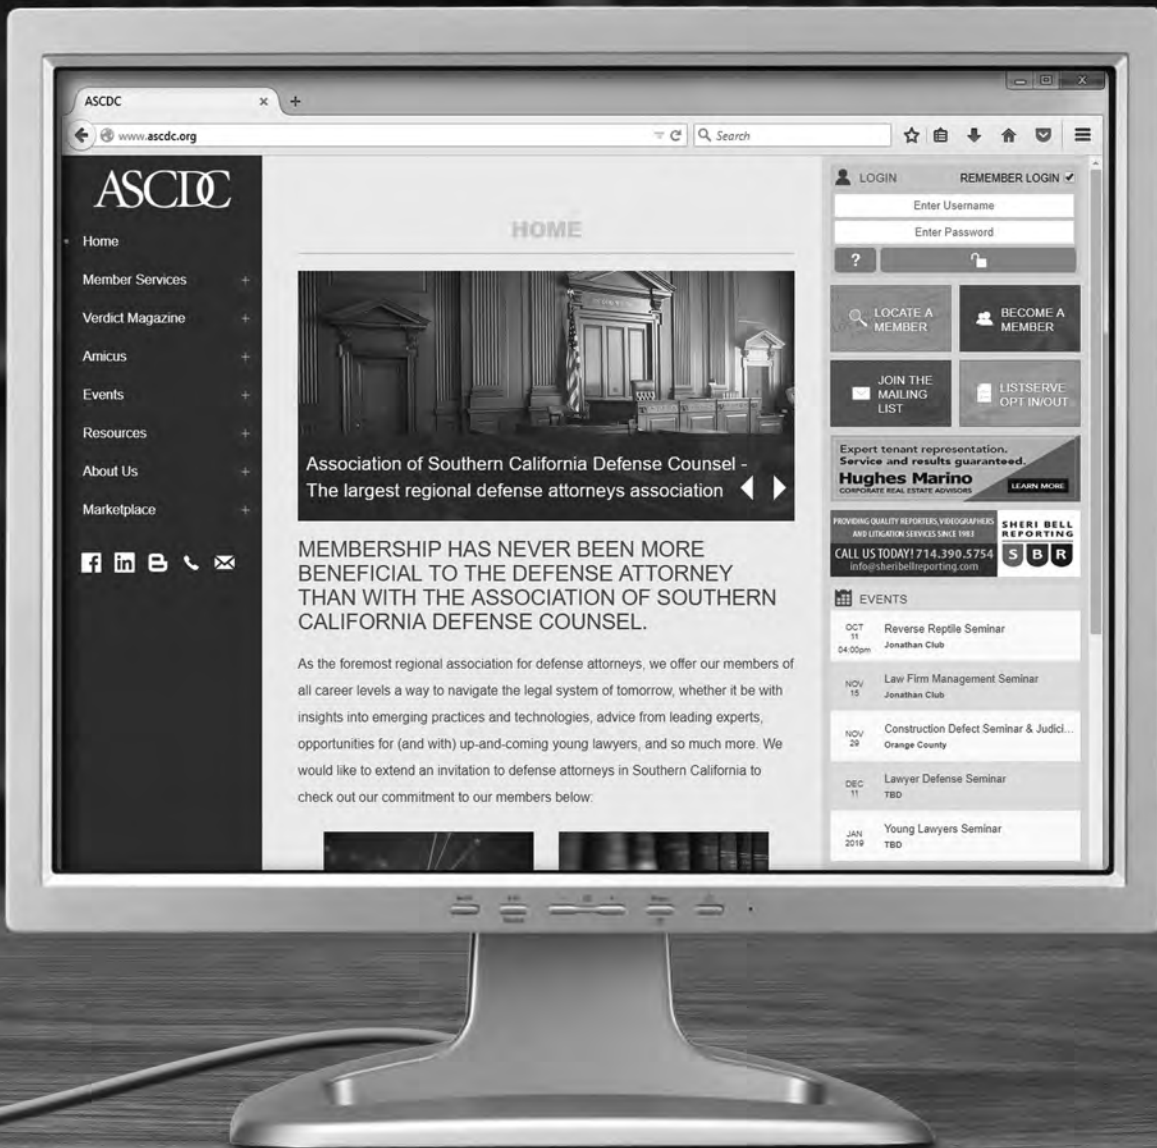 ASCDC
www.ascdc.org
Search
ASCDC
Home
Member Services
Verdict Magazine
Amicus
Events
Resources
About Us
Marketplace
HOME
Association of Southern California Defense Counsel -
The largest regional defense attorneys association
MEMBERSHIP HAS NEVER BEEN MORE
BENEFICIAL TO THE DEFENSE ATTORNEY
THAN WITH THE ASSOCIATION OF SOUTHERN
CALIFORNIA DEFENSE COUNSEL.
As the foremost regional association for defense attorneys, we offer our members of
all career levels a way to navigate the legal system of tomorrow, whether it be with
insights into emerging practices and technologies, advice from leading experts,
opportunities for (and with) up-and-coming young lawyers, and so much more. We
would like to extend an invitation to defense attorneys in Southern California to
check out our commitment to our members below:
LOGIN REMEMBER LOGIN
Enter Username
Enter Password
?
LOCATE A
MEMBER
BECOME A
MEMBER
JOIN THE
MAILING
LIST
LISTSERVE
OPT IN/OUT
Expert tenant representation.
Service and results guaranteed.
Hughes Marino
CORPORATE REAL ESTATE ADVISORS
LEARN MORE
PROVIDING QUALITY REPORTERS, VIDEOGRAPHERS
AND LITIGATION SERVICES SINCE 1983
CALL US TODAY! 714.390.5754
info@sheribellreporting.com
SHERI BELL
REPORTING
S B R
EVENTS
OCT
11
04:00pm
Reverse Reptile Seminar
Jonathan Club
NOV
15
Law Firm Management Seminar
Jonathan Club
NOV
29
Construction Defect Seminar & Judici...
Orange County
DEC
11
Lawyer Defense Seminar
TBD
JAN
2019
Young Lawyers Seminar
TBD